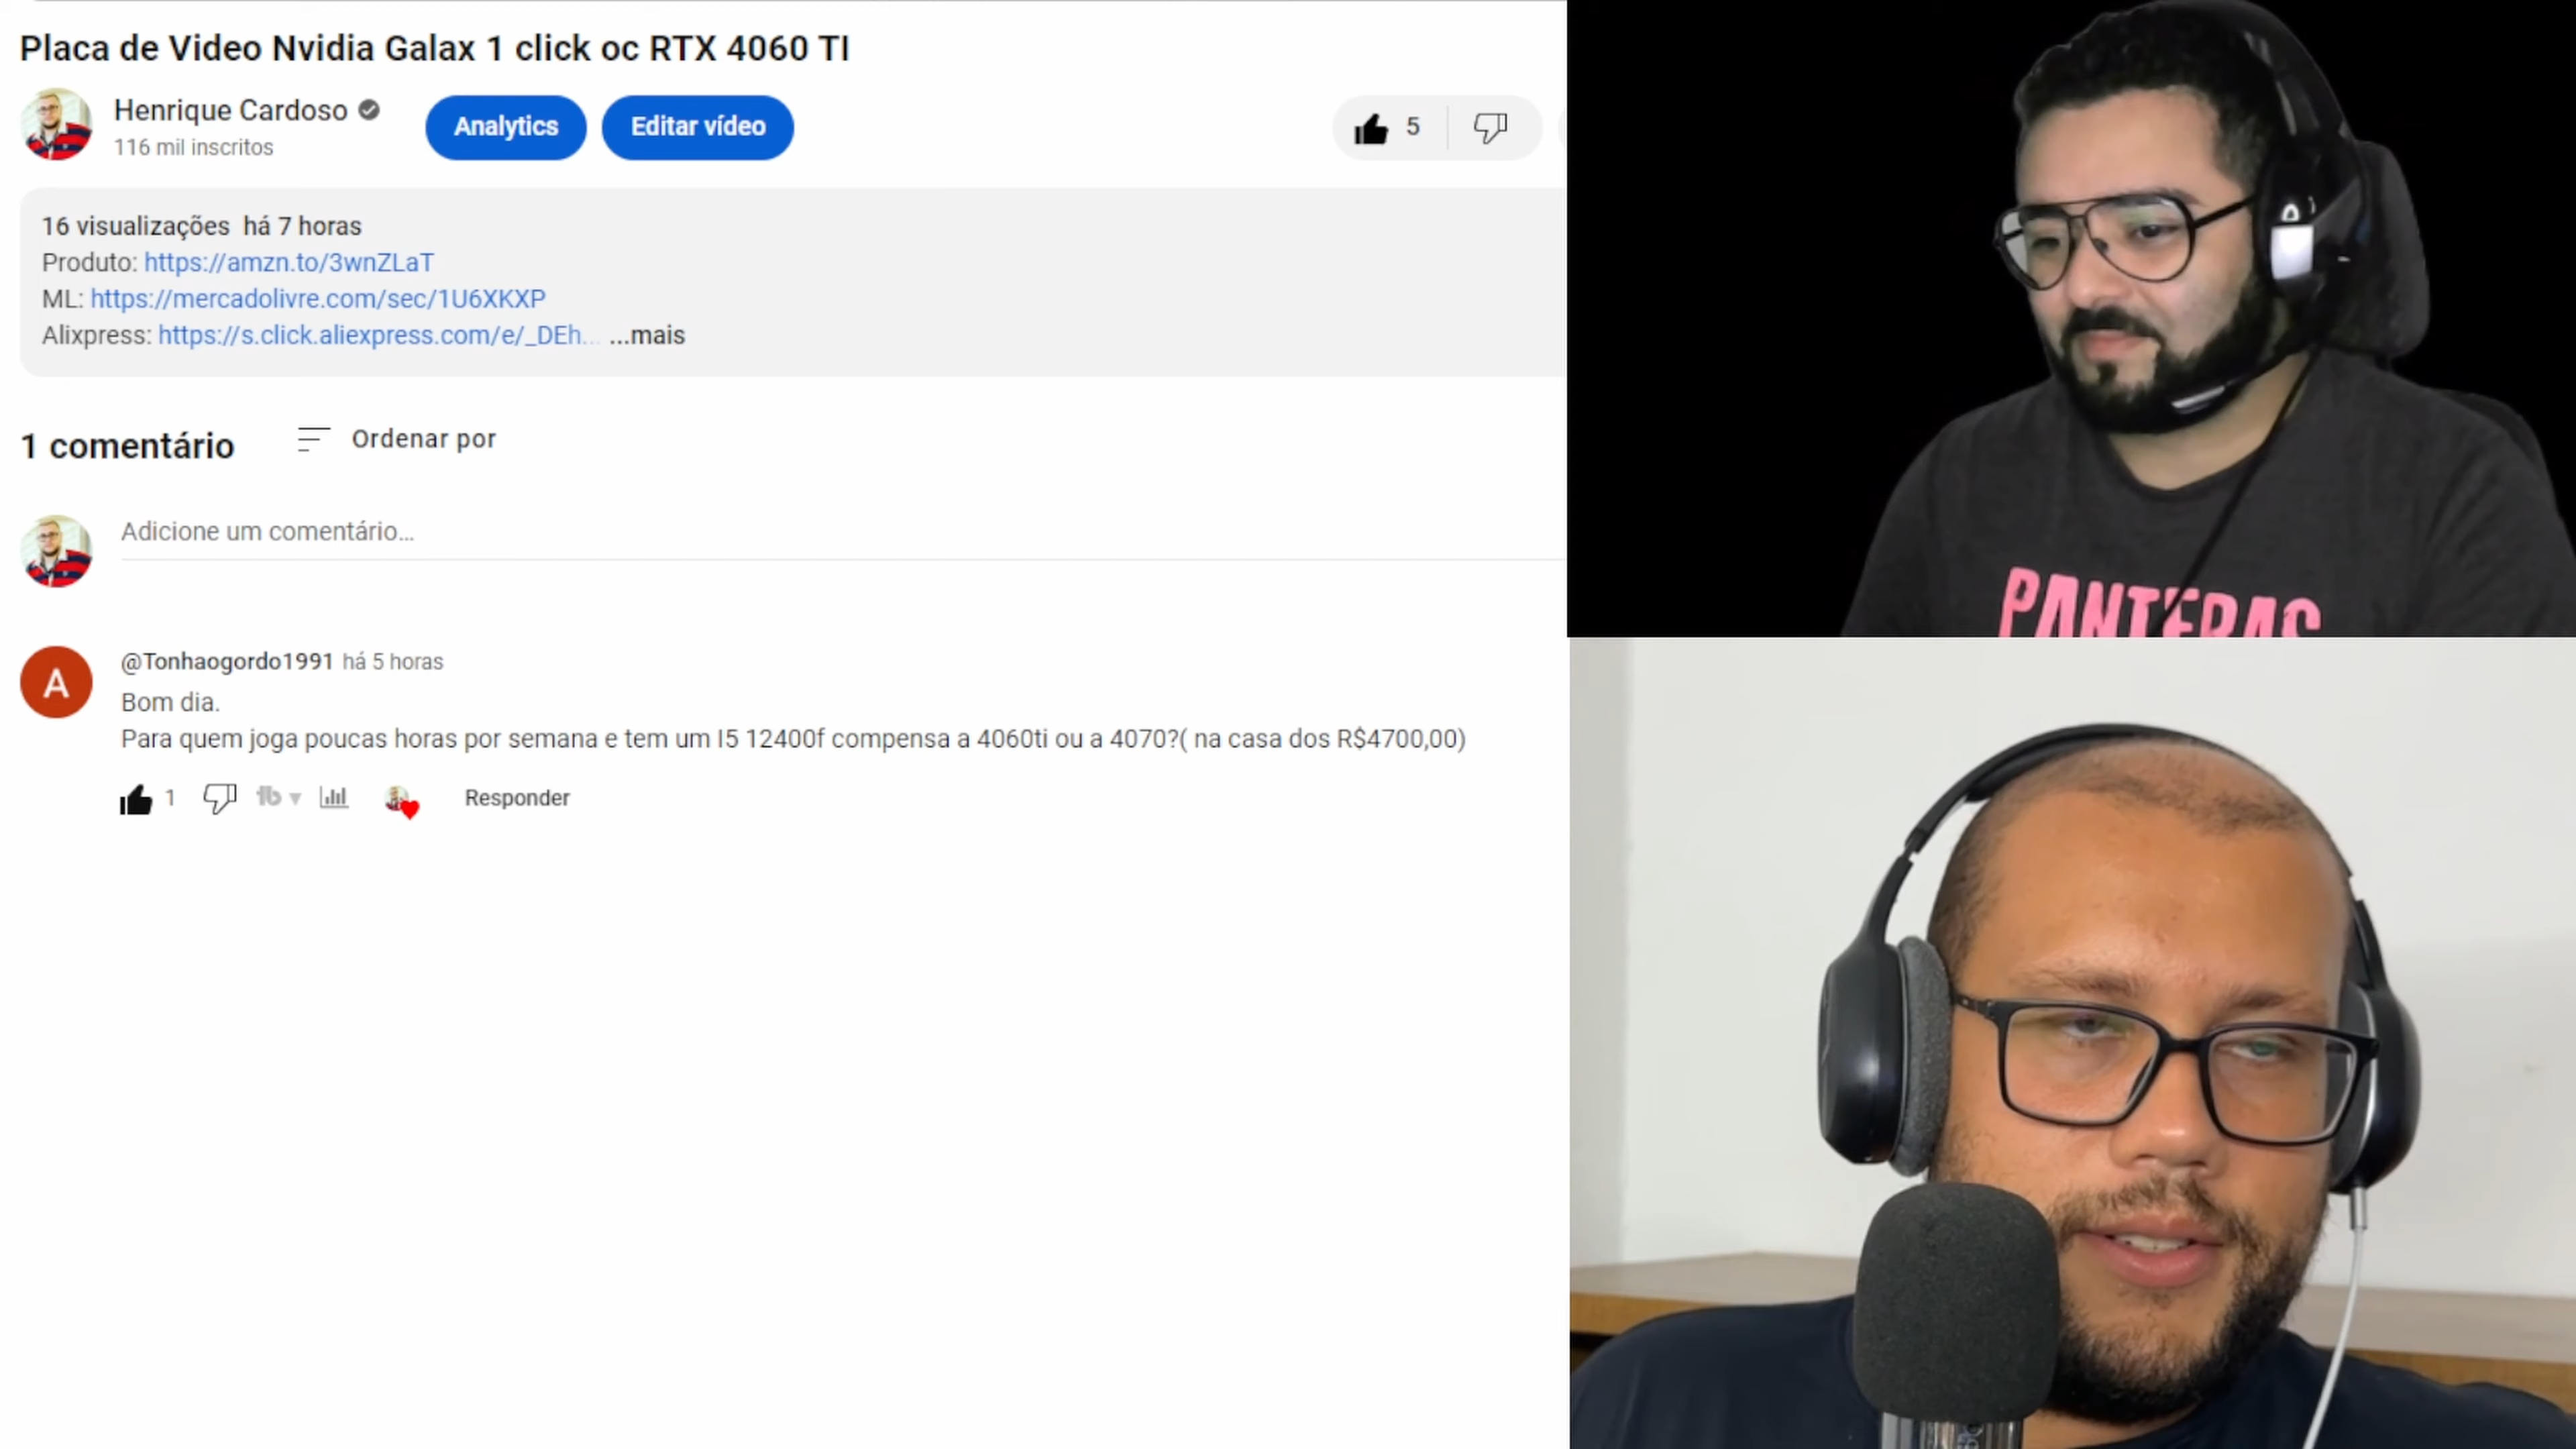 Placa de Video Nvidia Galax 1 click oc RTX 4060 TI
Henrique Cardoso
116 mil inscritos
Analytics
Editar vídeo
5
16 visualizações há 7 horas
Produto: https://amzn.to/3wnZLaT
ML: https://mercadolivre.com/sec/1U6XKXP
Alixpress: https://s.click.aliexpress.com/e/_DEh... ...mais
1 comentário
Ordenar por
Adicione um comentário...
A
@Tonhaogordo1991 há 5 horas
Bom dia.
Para quem joga poucas horas por semana e tem um I5 12400f compensa a 4060ti ou a 4070?( na casa dos R$4700,00)
1
Responder
PANTERAS